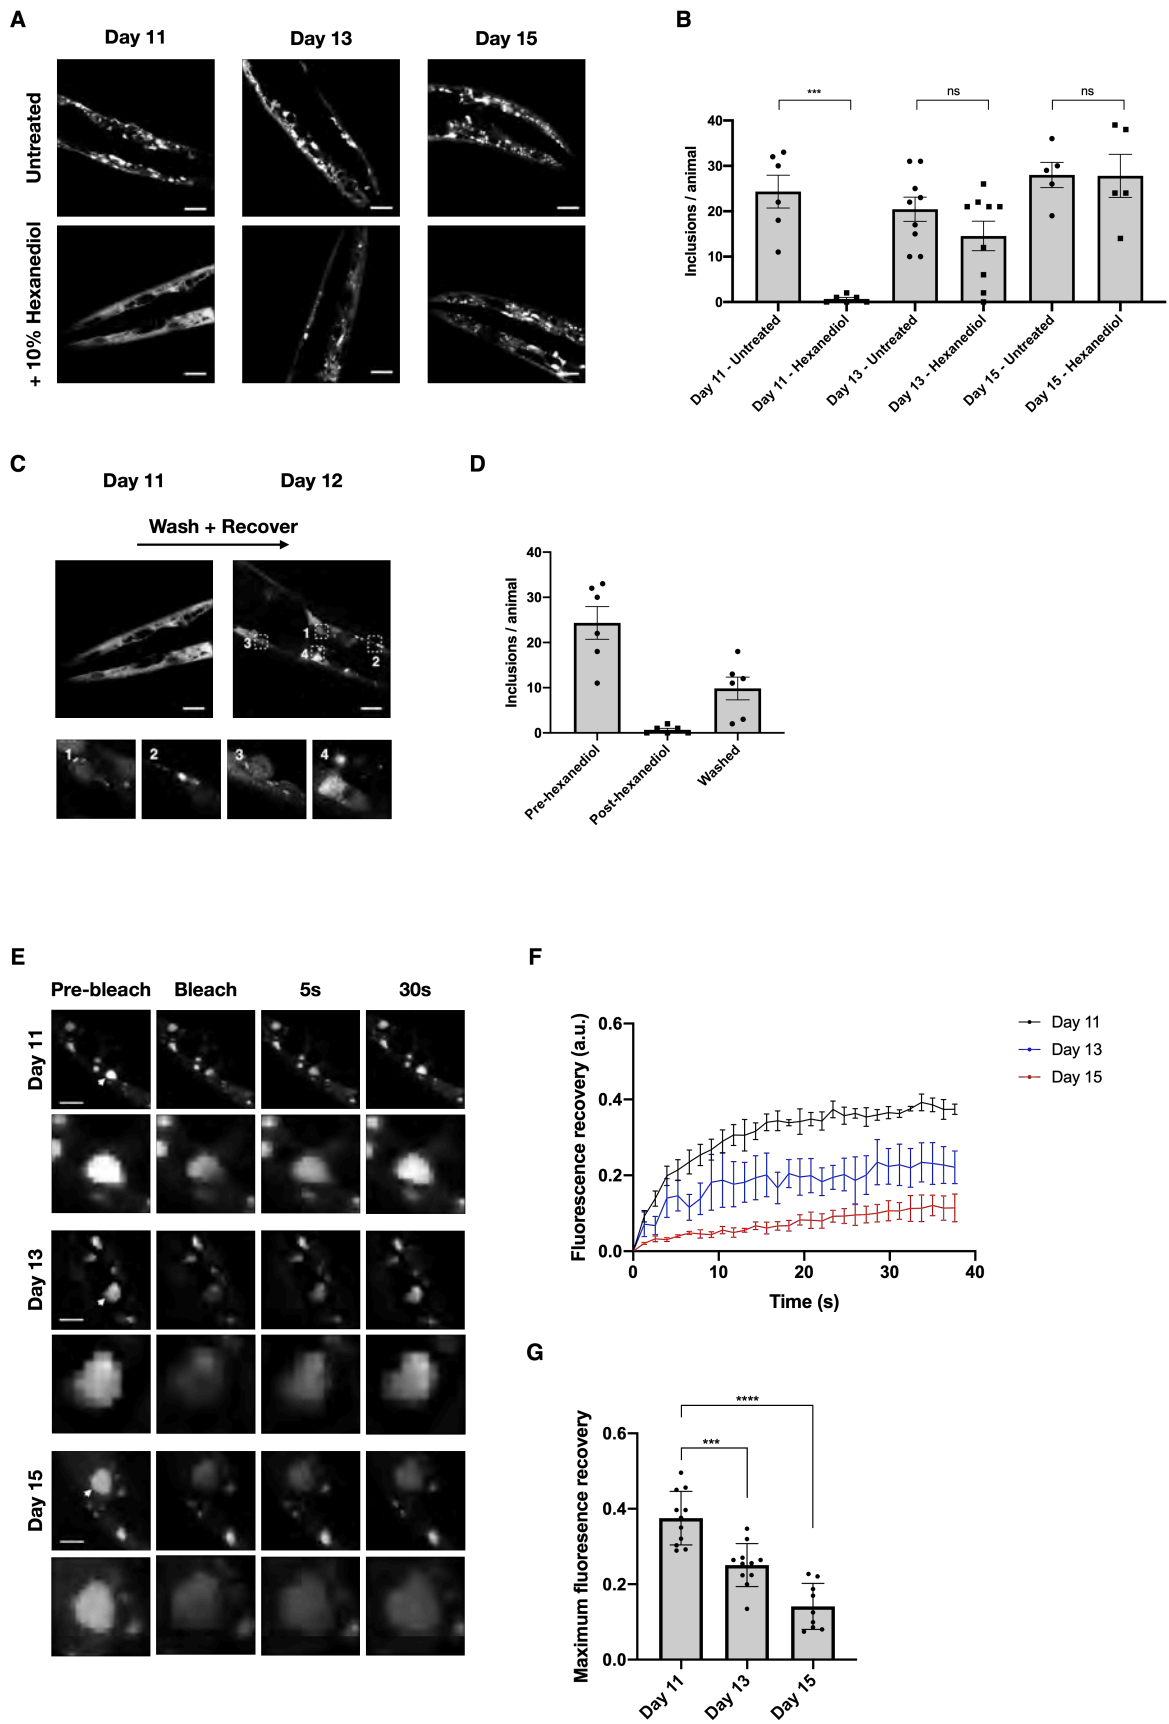 A
Day 11
Day 13
Day 15
Untreated
+ 10% Hexanediol
B
***
ns
ns
Inclusions / animal
40
30
20
10
0
Day 11 - Untreated
Day 11 - Hexanediol
Day 13 - Untreated
Day 13 - Hexanediol
Day 15 - Untreated
Day 15 - Hexanediol
C
Day 11
Day 12
Wash + Recover
1
2
3
4
1
2
3
4
D
Inclusions / animal
40
30
20
10
0
Pre-hexanediol
Post-hexanediol
Washed
E
Pre-bleach
Bleach
5s
30s
Day 11
Day 13
Day 15
F
Fluorescence recovery (a.u.)
0.6
0.4
0.2
0.0
0
10
20
30
40
Time (s)
Day 11
Day 13
Day 15
G
****
***
Maximum fluoresence recovery
0.6
0.4
0.2
0.0
Day 11
Day 13
Day 15